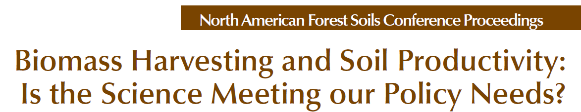 North American Forest Soils Conference Proceedings
Biomass Harvesting and Soil Productivity:
Is the Science Meeting our Policy Needs?